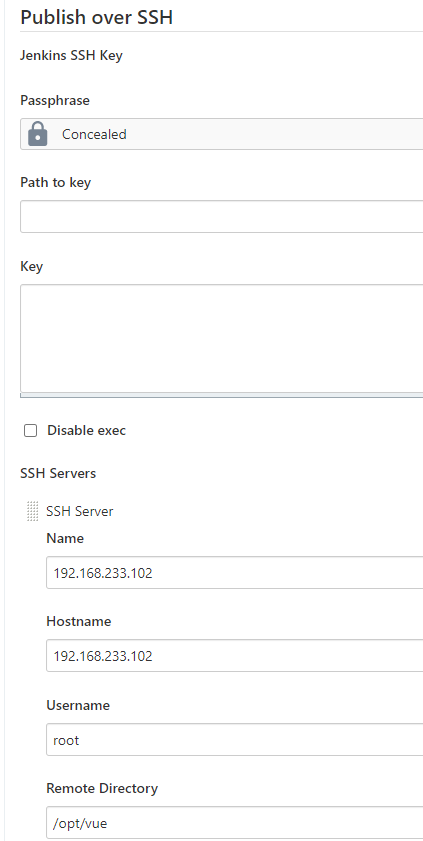 Publish over SSH
Jenkins SSH Key
Passphrase
Concealed
Path to key
Key
Disable exec
SSH Servers
SSH Server
Name
192.168.233.102
Hostname
192.168.233.102
Username
root
Remote Directory
/opt/vue